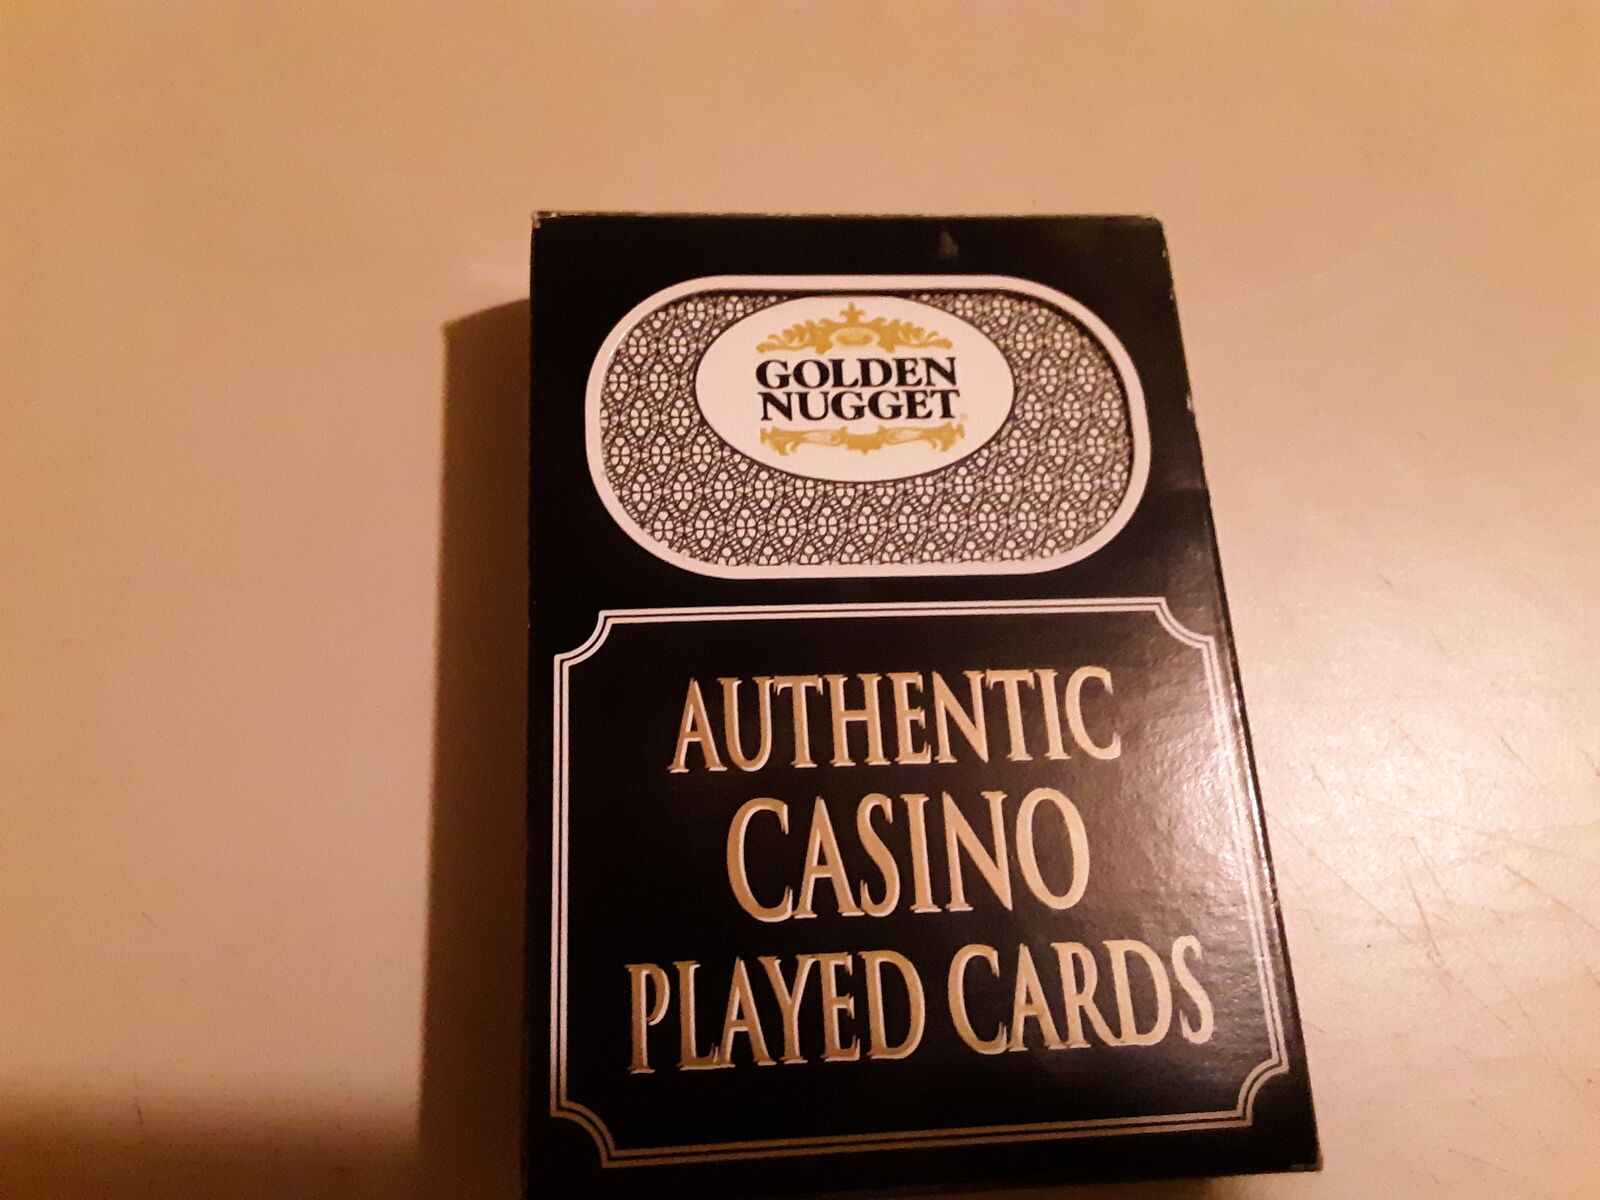 GOLDEN
NUGGET
AUTHENTIC
CASINO
PLAYED CARDS